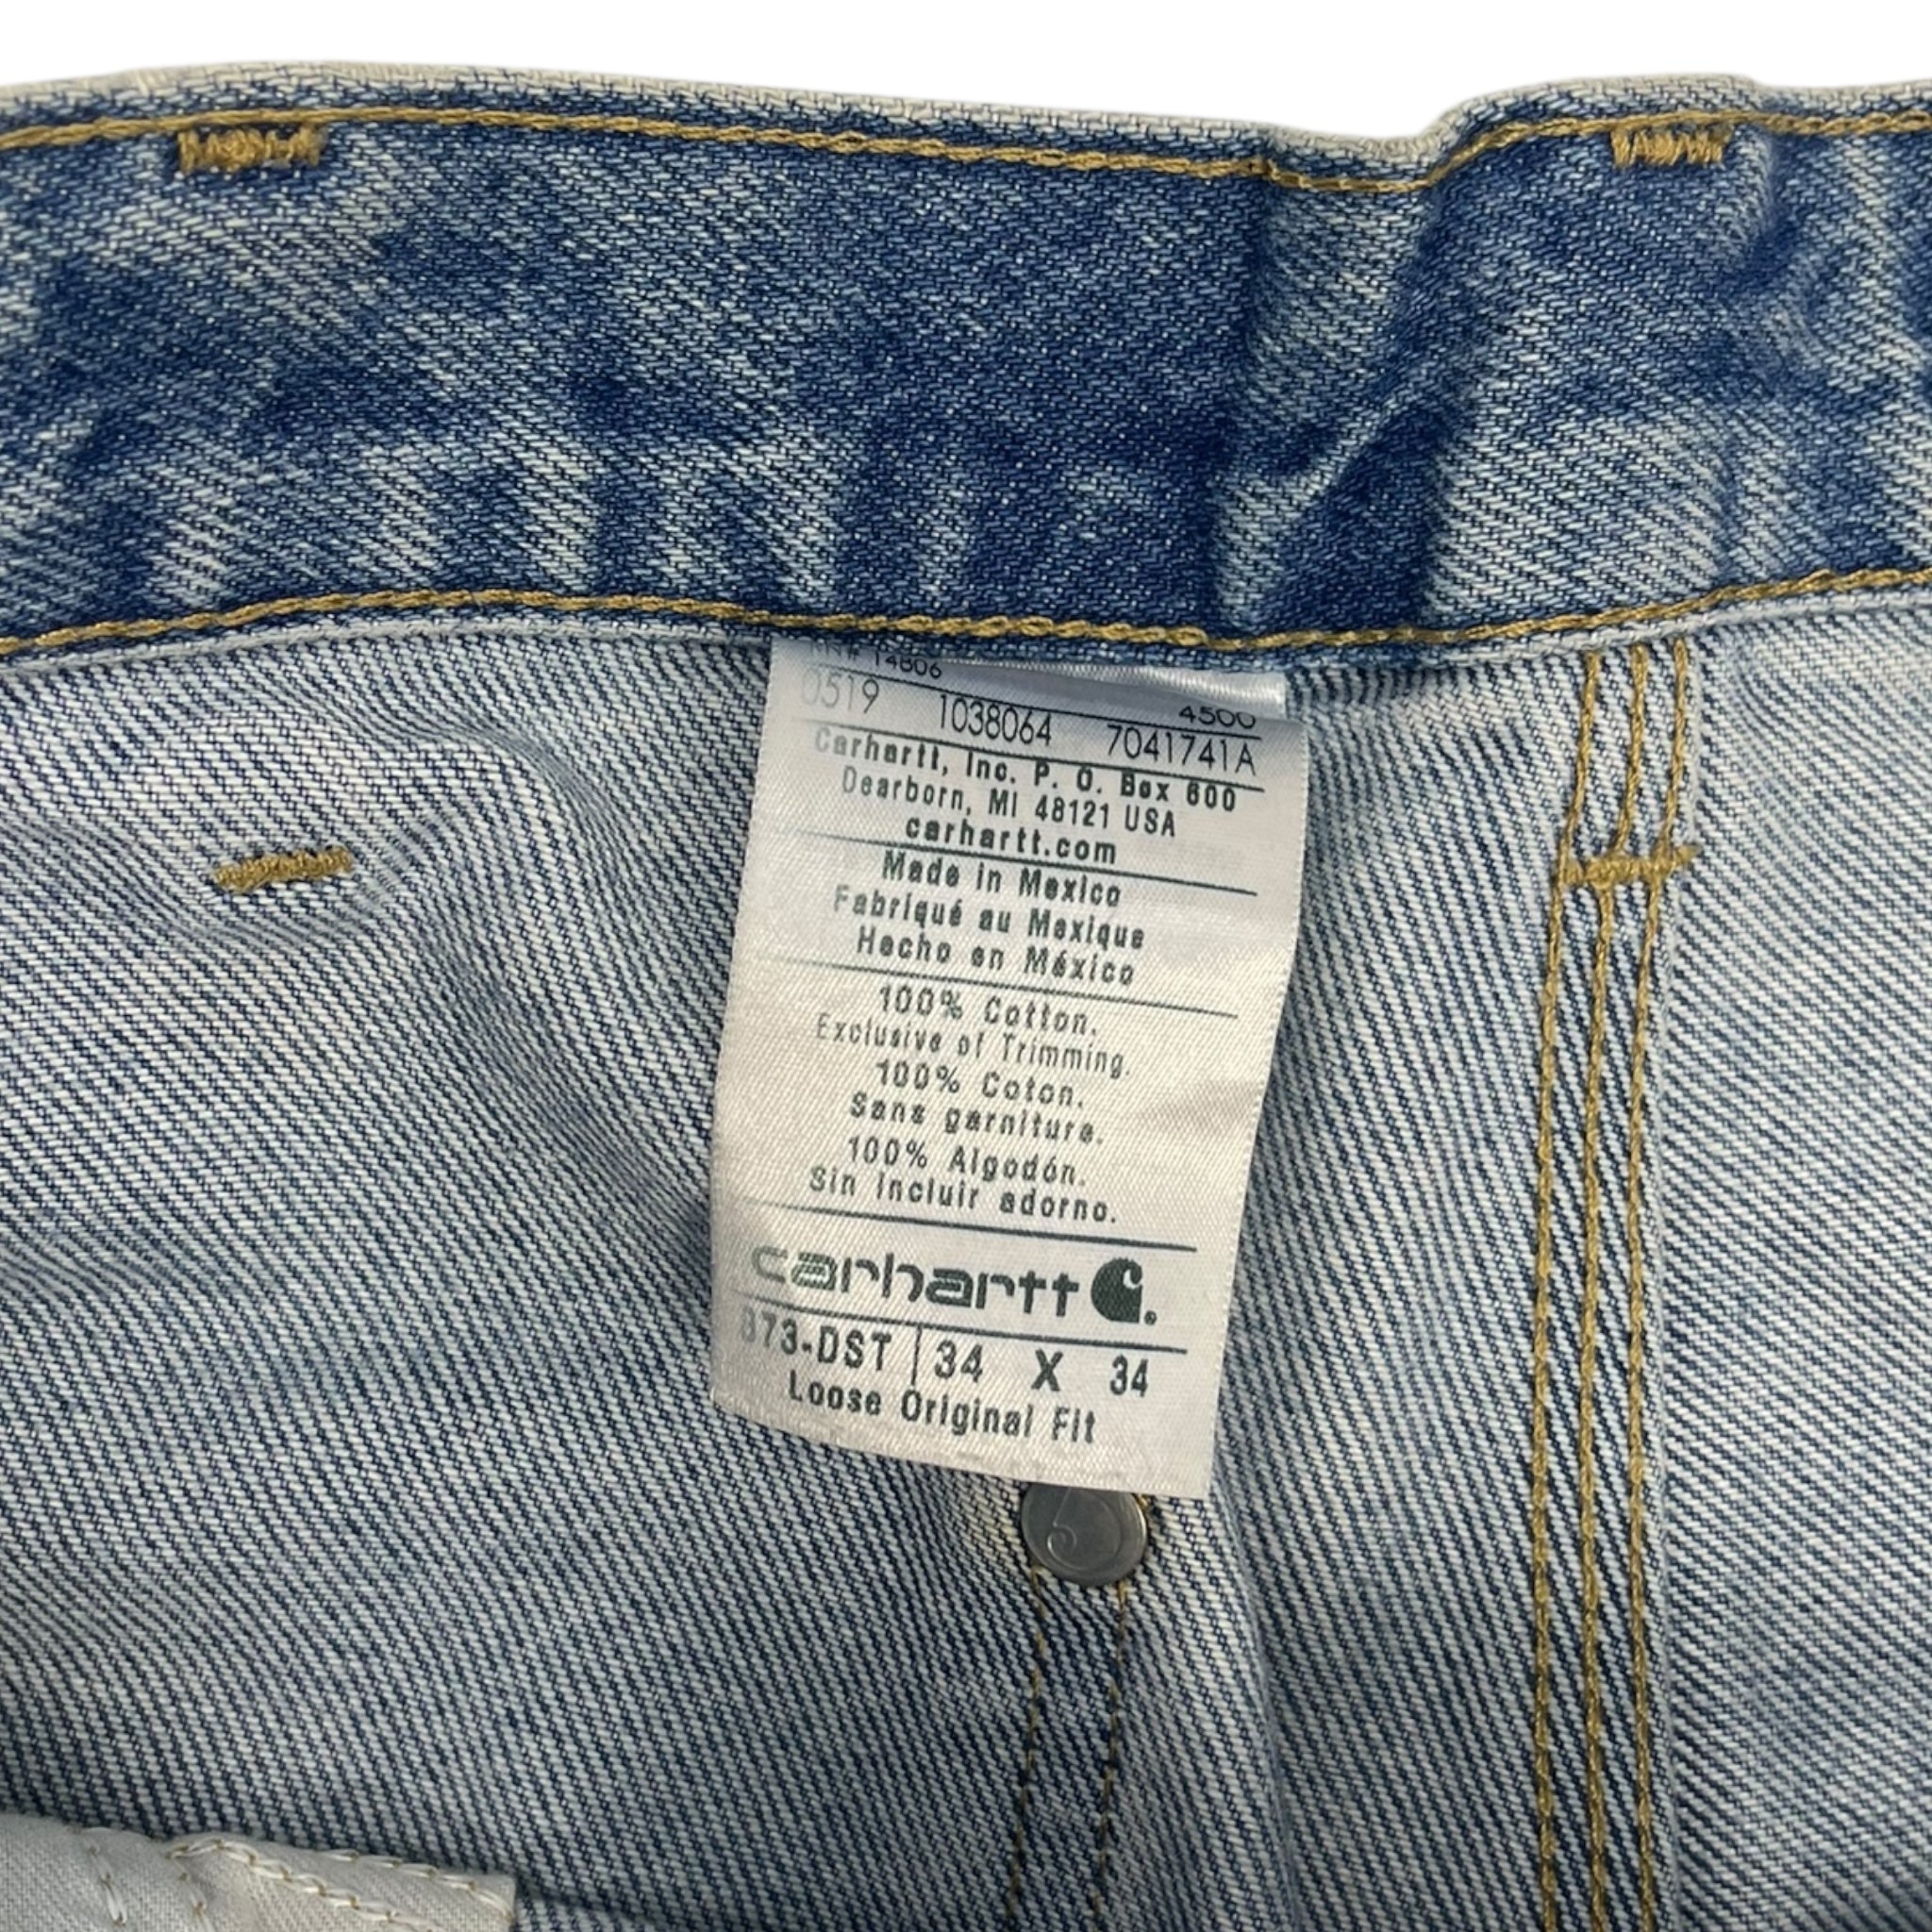 RN# 14806
4500
0519 1038064 7041741A
Carhartt, Inc. P. O. Box 600
Dearborn, MI 48121 USA
carhartt.com
Made in Mexico
Fabriqué au Mexique
Hecho en México
100% Cotton.
Exclusive of Trimming.
100% Coton.
Sans garniture.
100% Algodón.
Sin incluir adorno.
carhartt
B73-DST | 34 X 34
Loose Original Fit